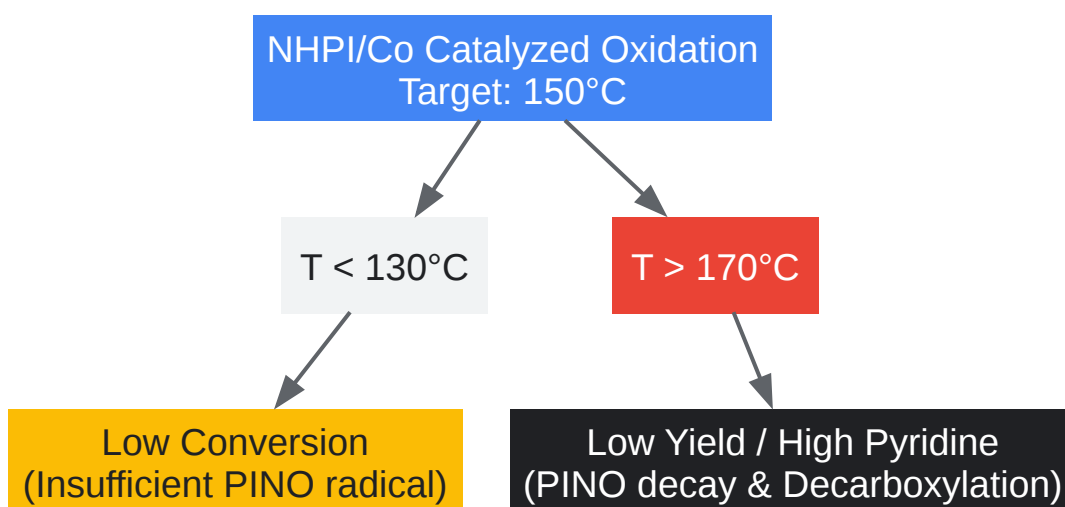 NHPI/Co Catalyzed Oxidation
Target: 150°C
T < 130°C
T > 170°C
Low Conversion
(Insufficient PINO radical)
Low Yield / High Pyridine
(PINO decay & Decarboxylation)